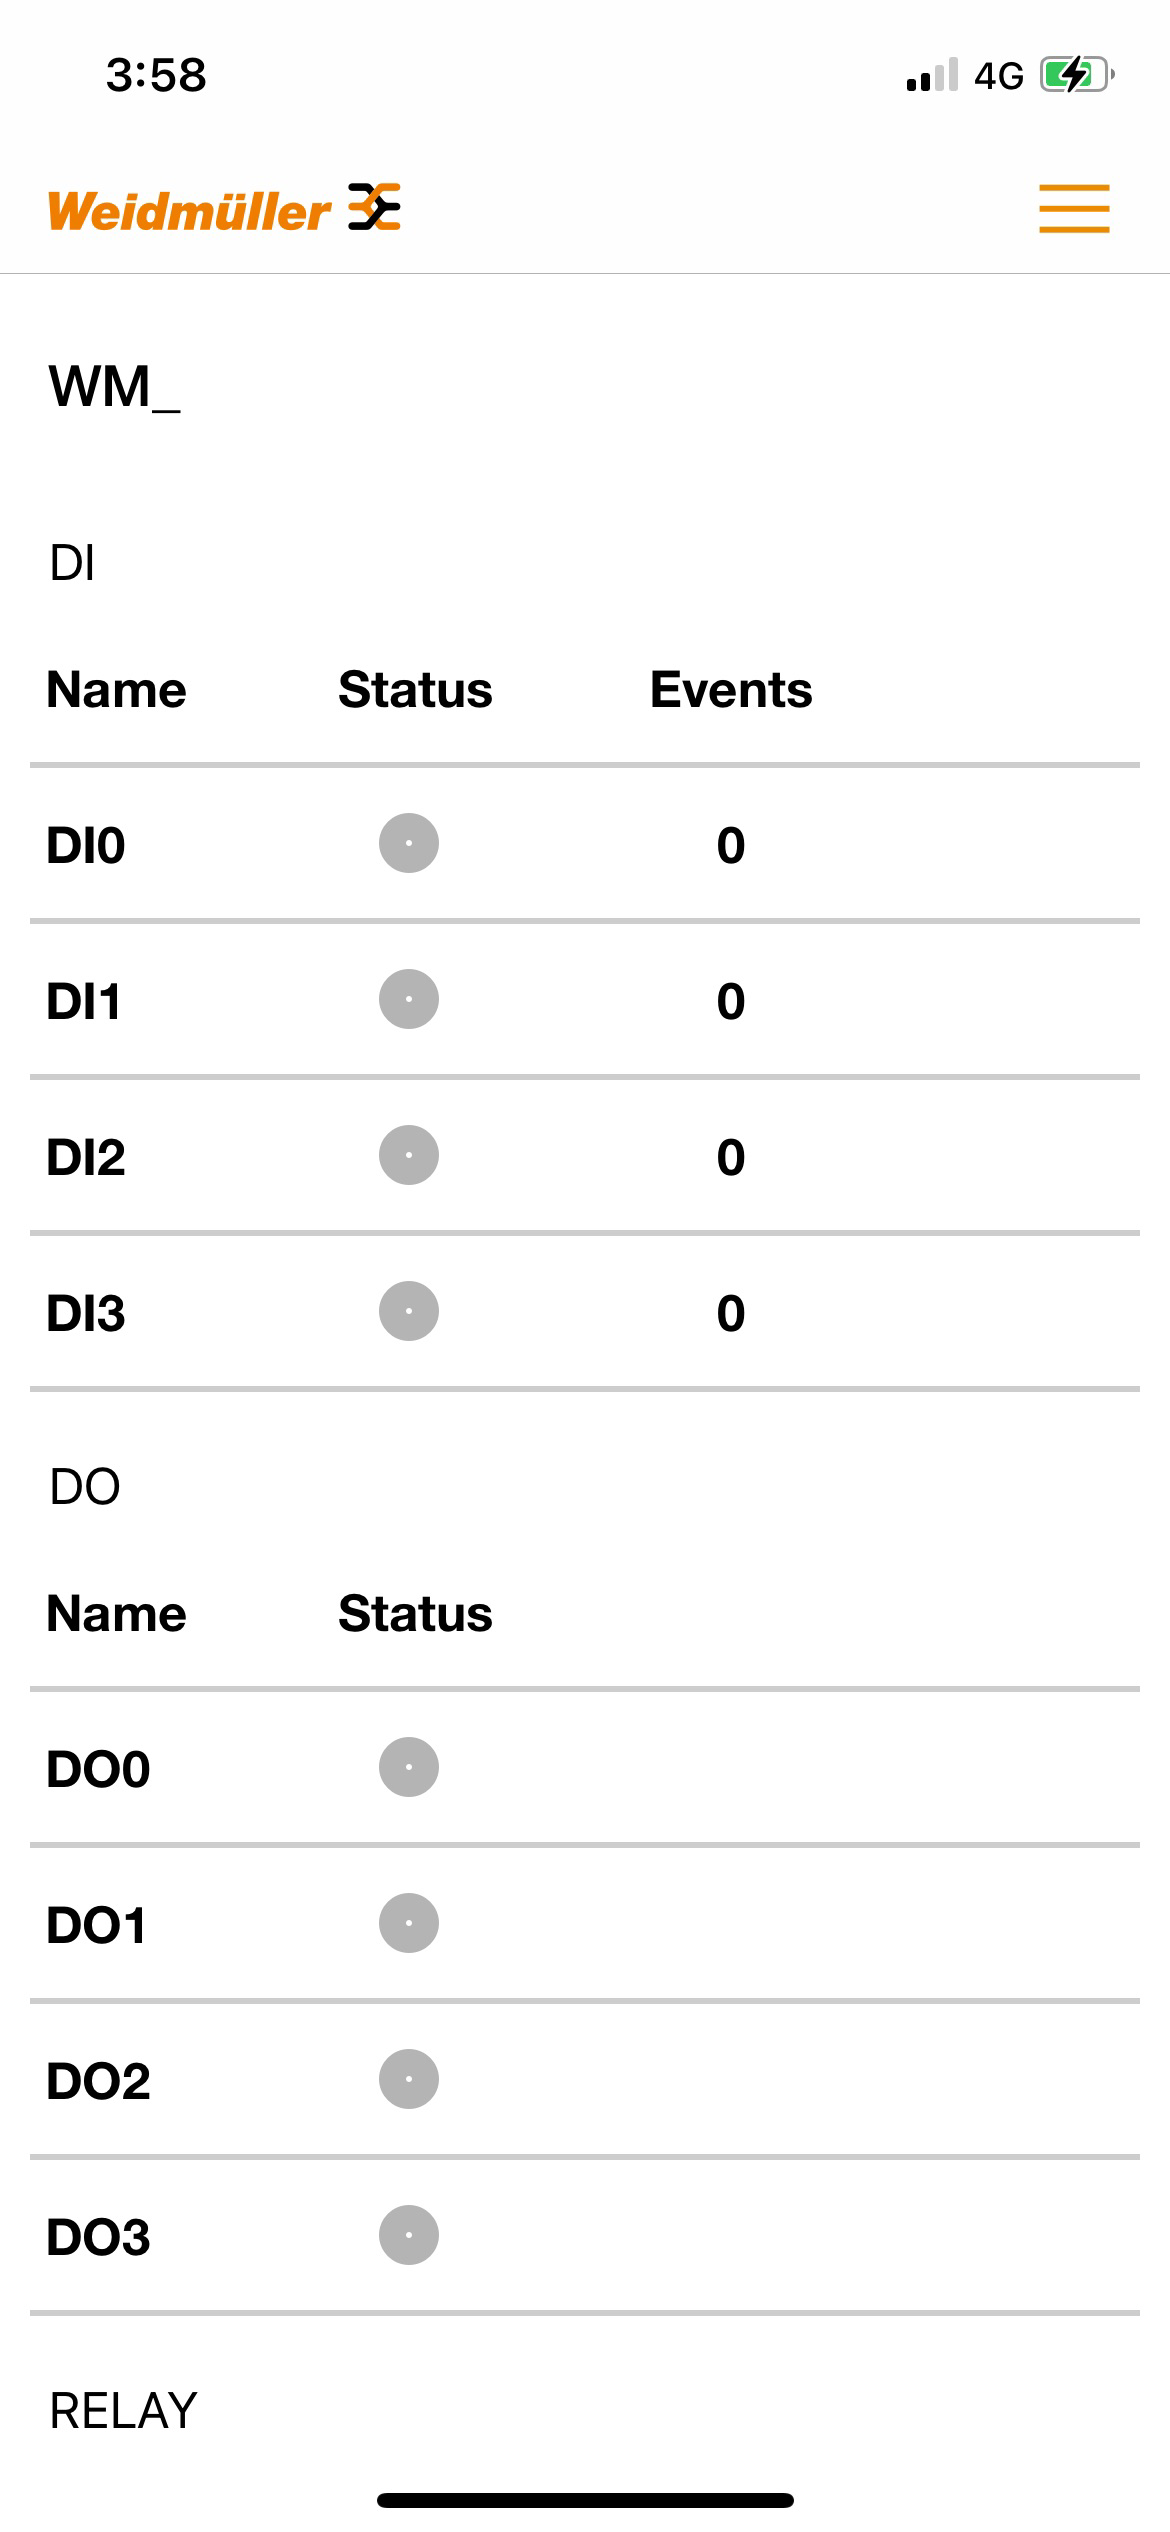 3:58 4G
Weidmüller
WM_
DI
Name Status Events
DI0 0
DI1 0
DI2 0
DI3 0
DO
Name Status
DO0
DO1
DO2
DO3
RELAY